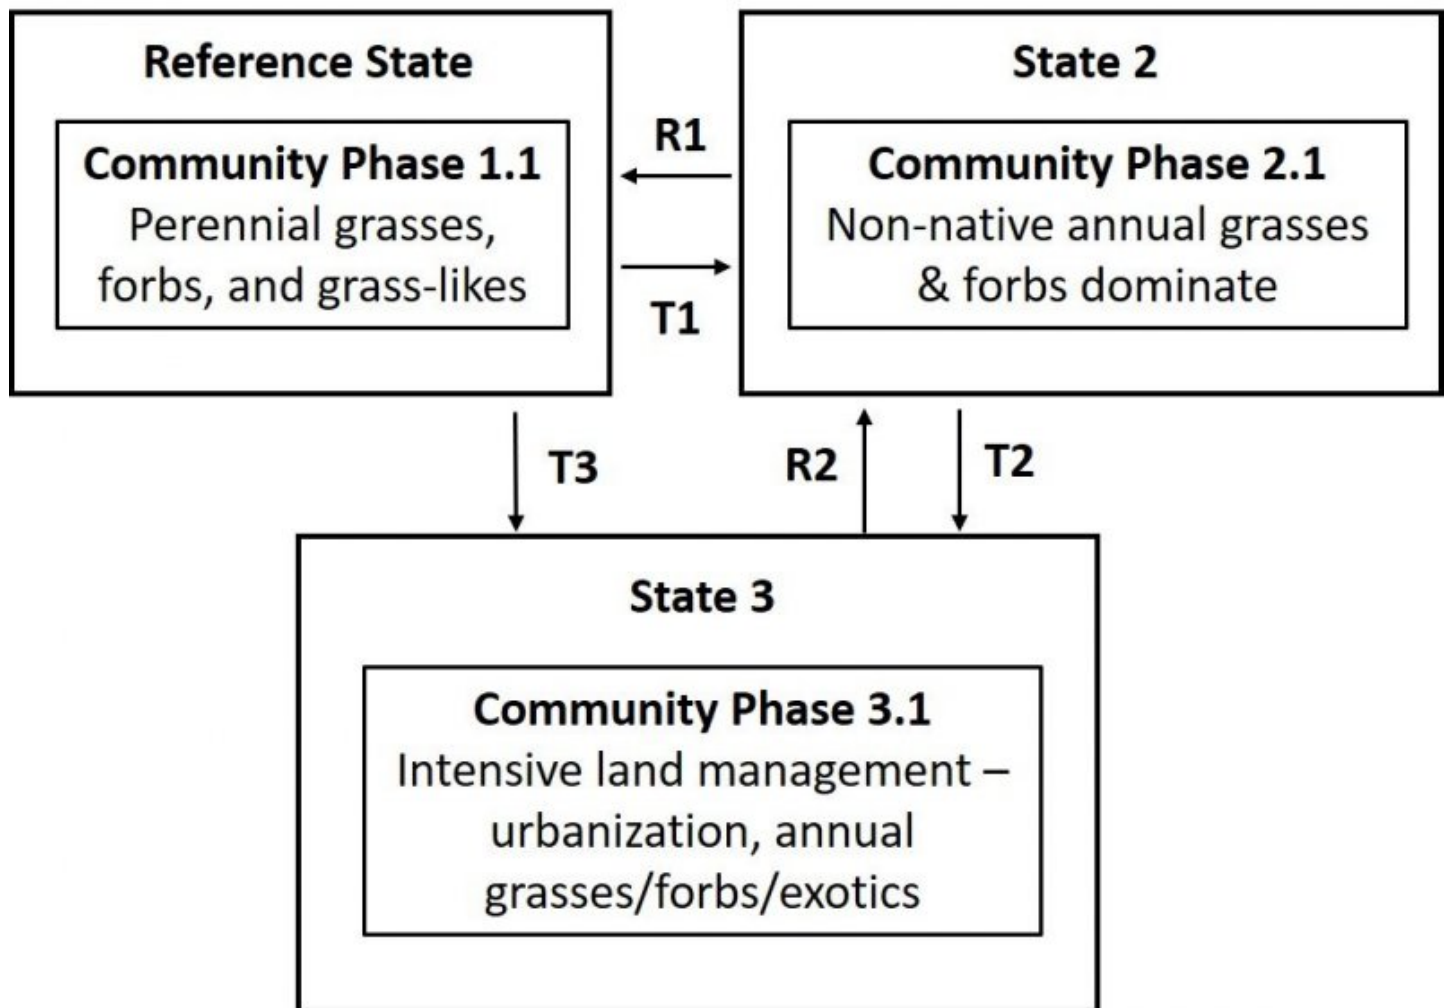 Reference State
Community Phase 1.1
Perennial grasses,
forbs, and grass-likes
R1
T1
State 2
Community Phase 2.1
Non-native annual grasses
& forbs dominate
T3
R2
T2
State 3
Community Phase 3.1
Intensive land management –
urbanization, annual
grasses/forbs/exotics